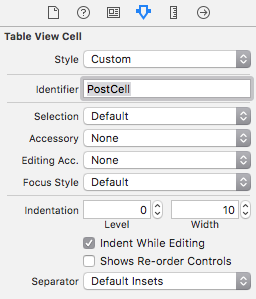 Table View Cell
Style Custom
Identifier PostCell
Selection Default
Accessory None
Editing Acc. None
Focus Style Default
Indentation 0 10
Level Width
Indent While Editing
Shows Re-order Controls
Separator Default Insets